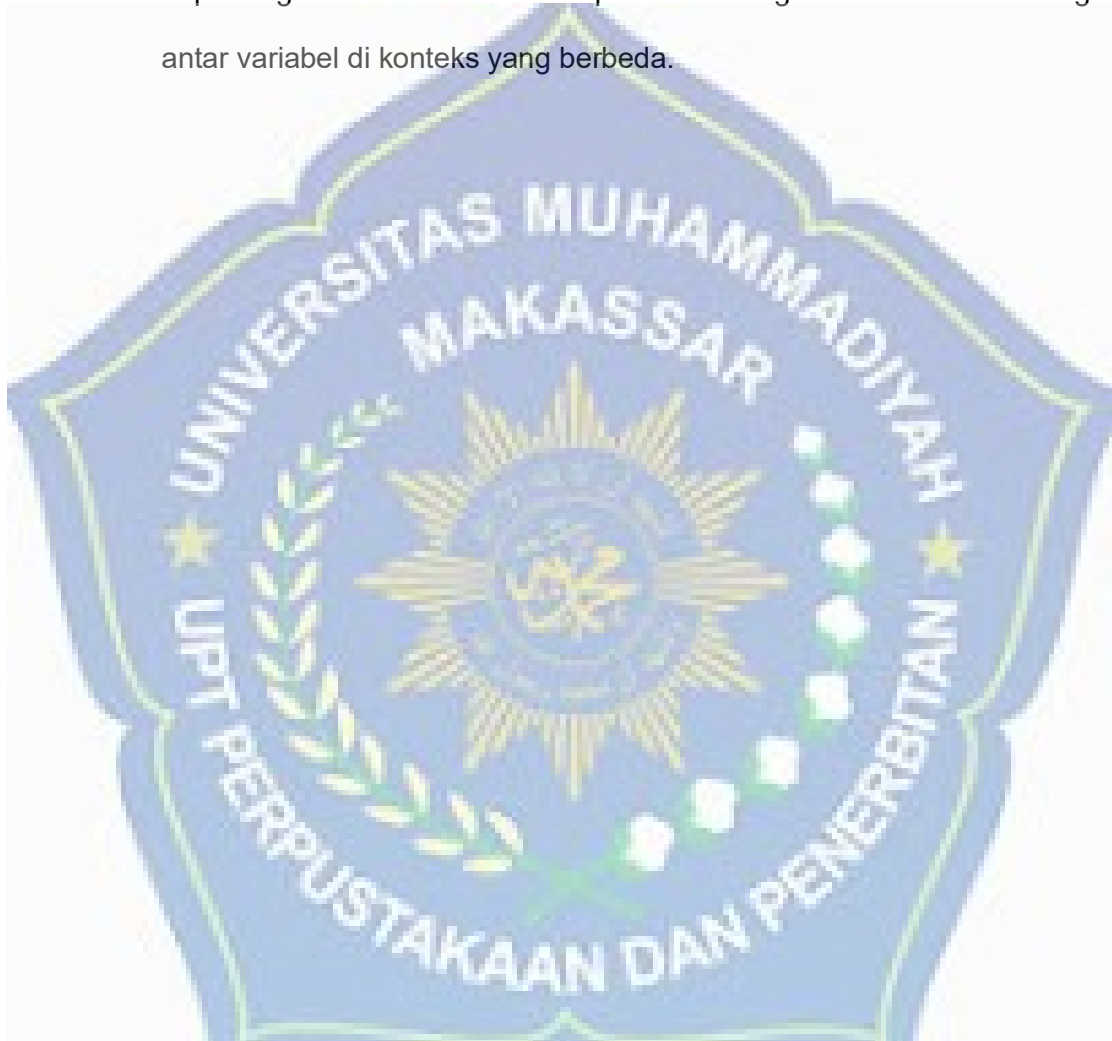 antar variabel di konteks yang berbeda.
UNIVERSITAS MUHAMMADIYAH
MAKASSAR
UPT PERPUSTAKAAN DAN PENERBITAN